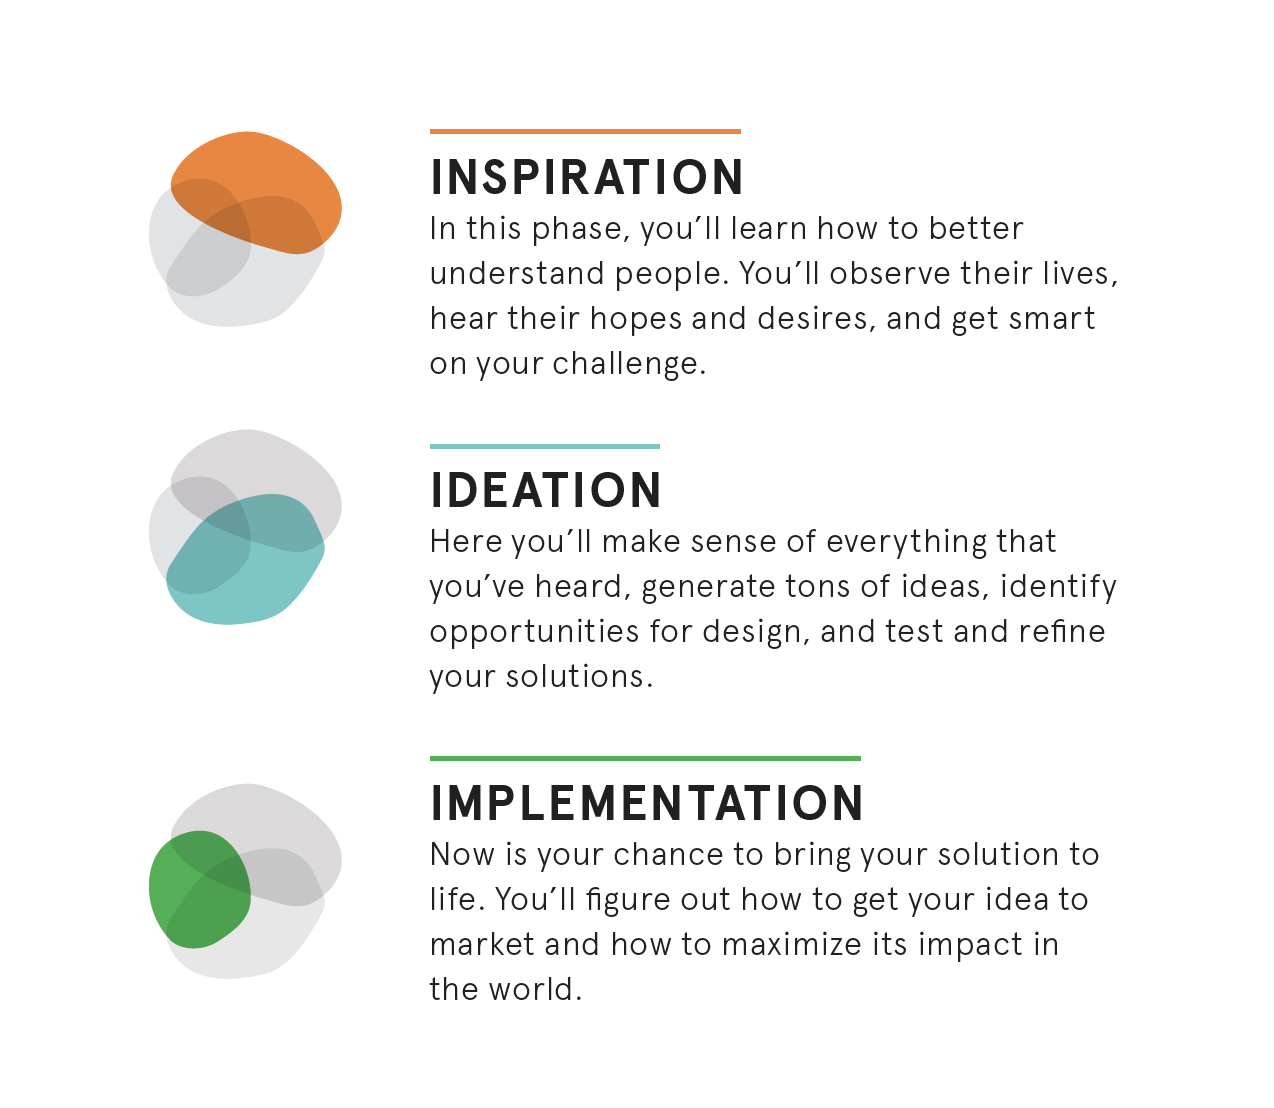 INSPIRATION
In this phase, you’ll learn how to better
understand people. You’ll observe their lives,
hear their hopes and desires, and get smart
on your challenge.
IDEATION
Here you’ll make sense of everything that
you’ve heard, generate tons of ideas, identify
opportunities for design, and test and refine
your solutions.
IMPLEMENTATION
Now is your chance to bring your solution to
life. You’ll figure out how to get your idea to
market and how to maximize its impact in
the world.